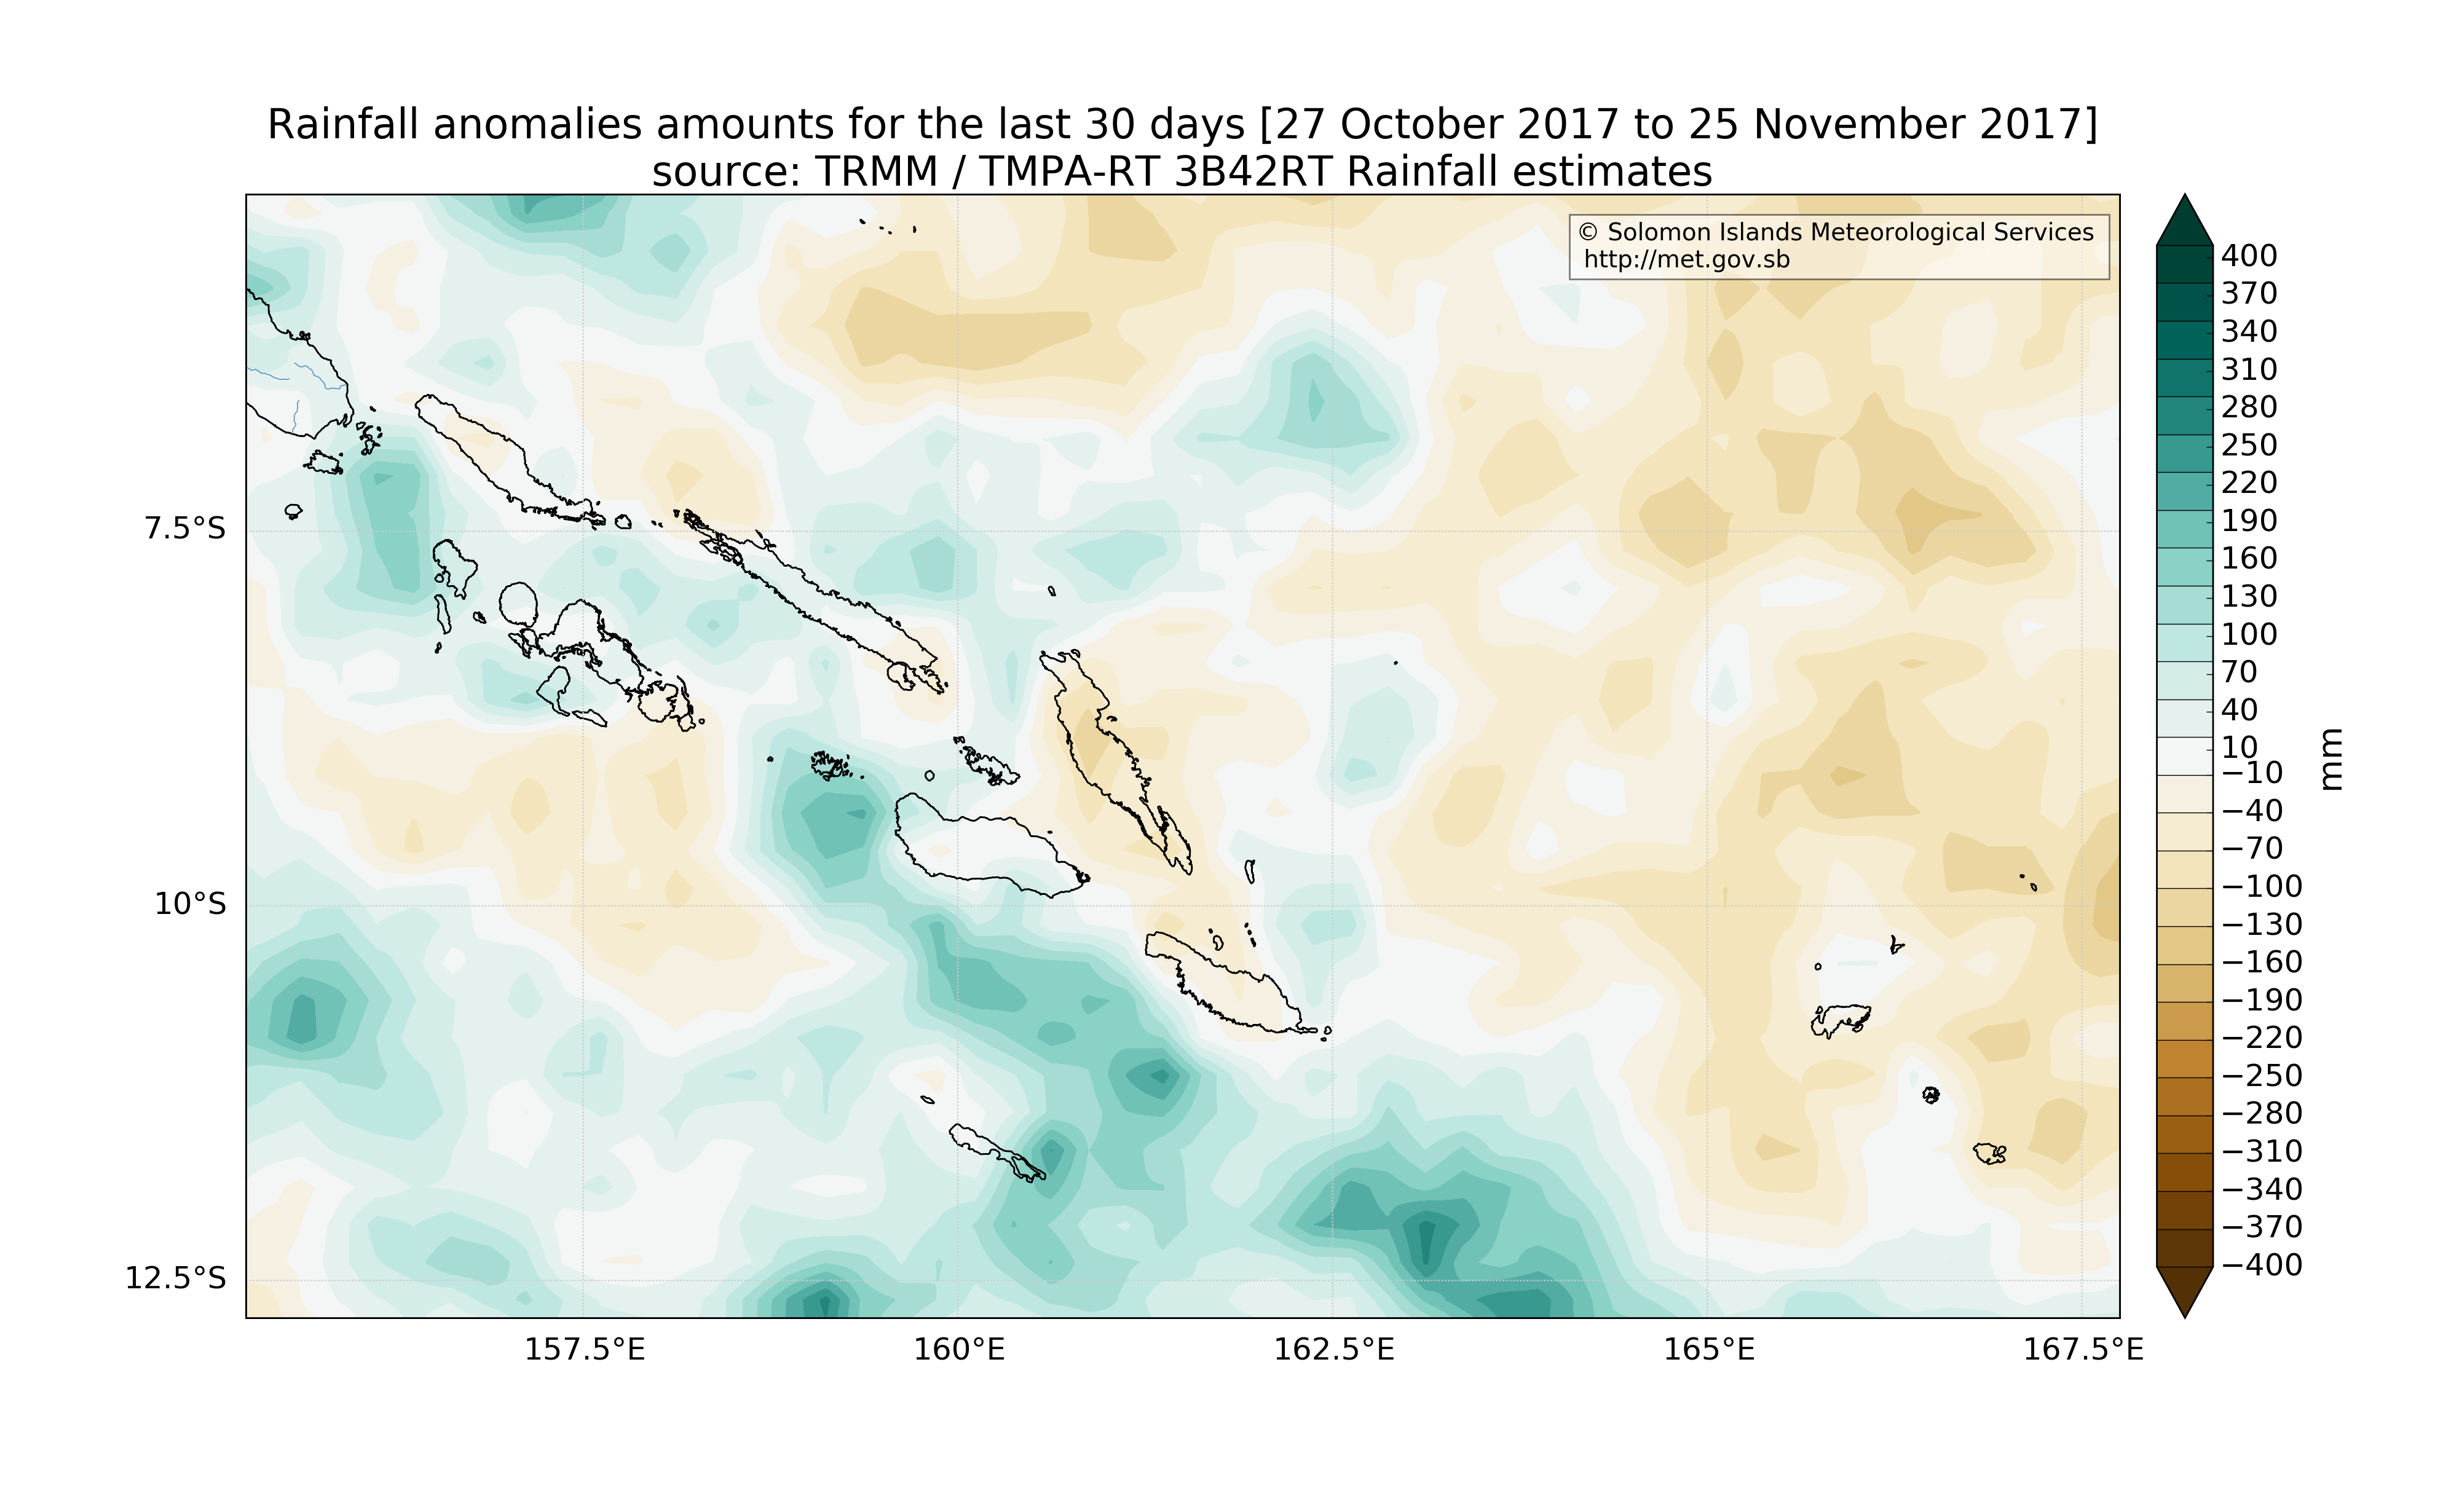 Rainfall anomalies amounts for the last 30 days [27 October 2017 to 25 November 2017]
source: TRMM / TMPA-RT 3B42RT Rainfall estimates
© Solomon Islands Meteorological Services
http://met.gov.sb
7.5°S
10°S
12.5°S
157.5°E
160°E
162.5°E
165°E
167.5°E
400
370
340
310
280
250
220
190
160
130
100
70
40
10
−10
−40
−70
−100
−130
−160
−190
−220
−250
−280
−310
−340
−370
−400
mm